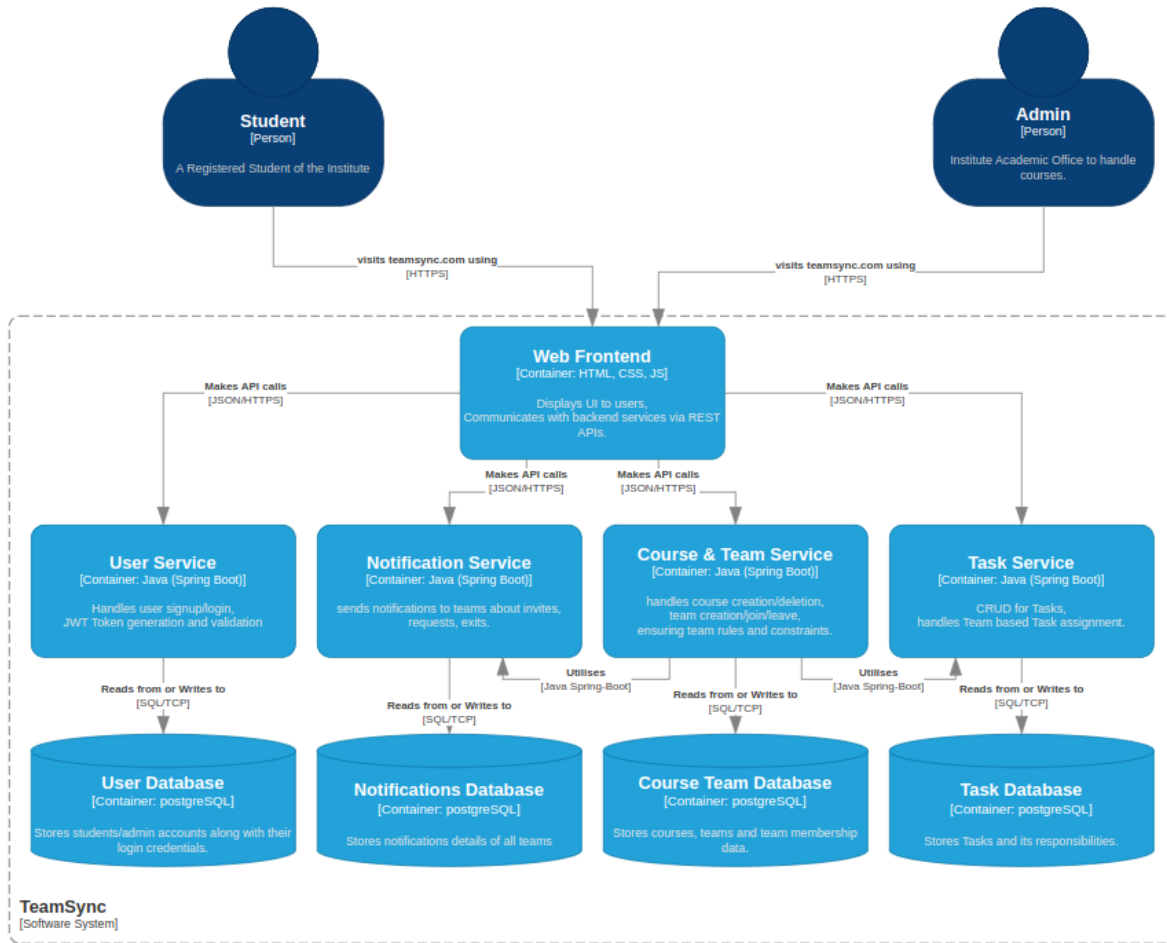 Student
[Person]
A Registered Student of the Institute
Admin
[Person]
Institute Academic Office to handle
courses.
visits teamsync.com using
[HTTPS]
visits teamsync.com using
[HTTPS]
Web Frontend
[Container: HTML, CSS, JS]
Displays UI to users,
Communicates with backend services via REST
APIs.
Makes API calls
[JSON/HTTPS]
Makes API calls
[JSON/HTTPS]
Makes API calls
[JSON/HTTPS]
Makes API calls
[JSON/HTTPS]
User Service
[Container: Java (Spring Boot)]
Handles user signup/login,
JWT Token generation and validation
Notification Service
[Container: Java (Spring Boot)]
sends notifications to teams about invites,
requests, exits.
Course & Team Service
[Container: Java (Spring Boot)]
handles course creation/deletion,
team creation/join/leave,
ensuring team rules and constraints.
Task Service
[Container: Java (Spring Boot)]
CRUD for Tasks,
handles Team based Task assignment.
Reads from or Writes to
[SQL/TCP]
Reads from or Writes to
[SQL/TCP]
Utilises
[Java Spring-Boot]
Reads from or Writes to
[SQL/TCP]
Utilises
[Java Spring-Boot]
Reads from or Writes to
[SQL/TCP]
User Database
[Container: postgreSQL]
Stores students/admin accounts along with their
login credentials.
Notifications Database
[Container: postgreSQL]
Stores notifications details of all teams
Course Team Database
[Container: postgreSQL]
Stores courses, teams and team membership
data.
Task Database
[Container: postgreSQL]
Stores Tasks and its responsibilities.
TeamSync
[Software System]